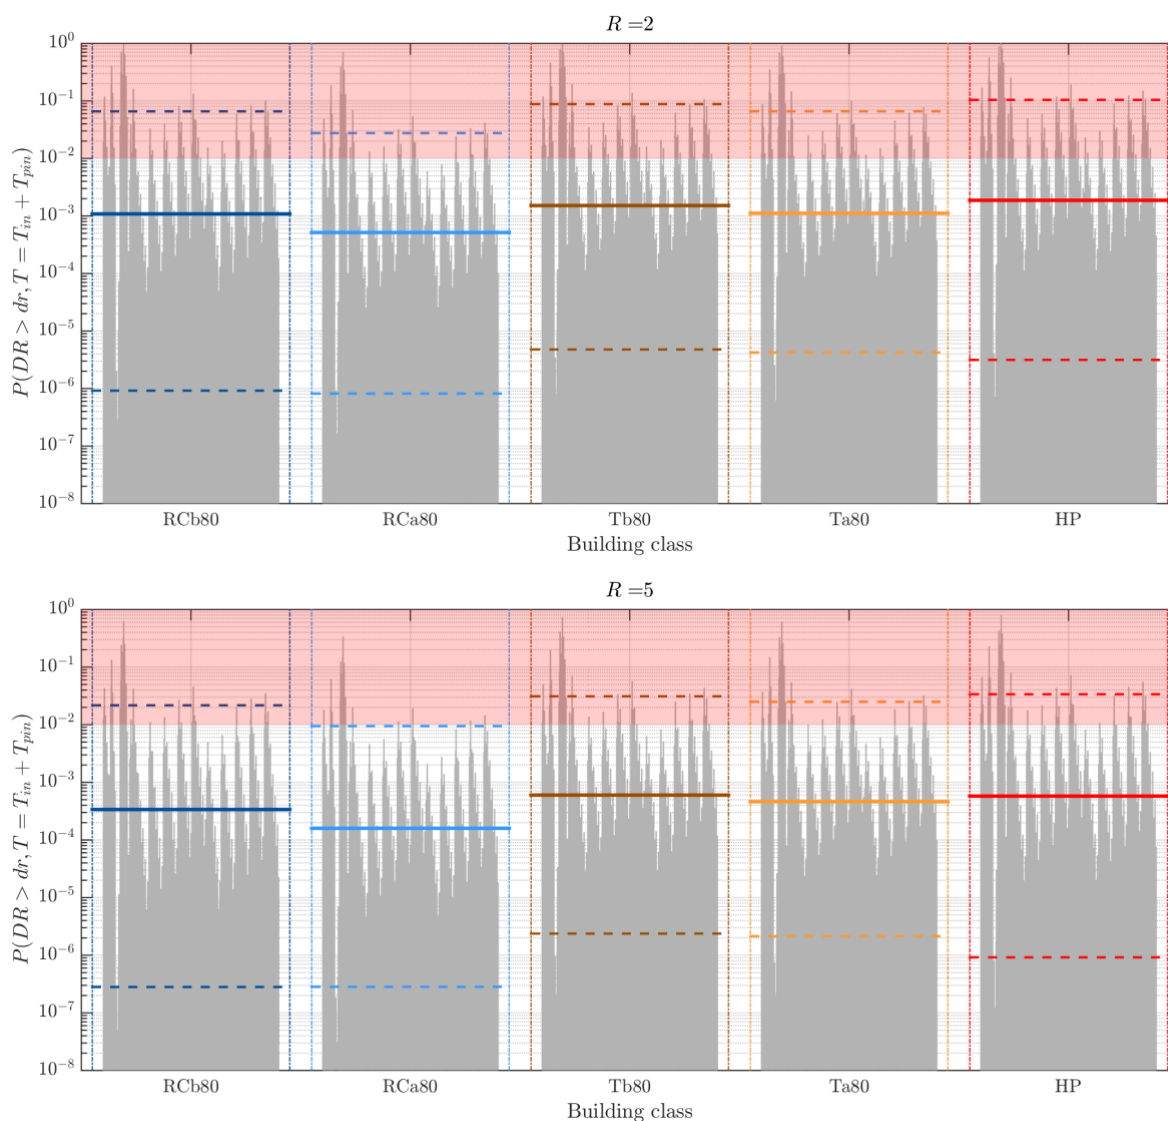 R =2
P(DR > dr, T = T_in + T_pin)
10^0
10^-1
10^-2
10^-3
10^-4
10^-5
10^-6
10^-7
10^-8
RCb80 RCa80 Tb80 Ta80 HP
Building class
R =5
P(DR > dr, T = T_in + T_pin)
10^0
10^-1
10^-2
10^-3
10^-4
10^-5
10^-6
10^-7
10^-8
RCb80 RCa80 Tb80 Ta80 HP
Building class